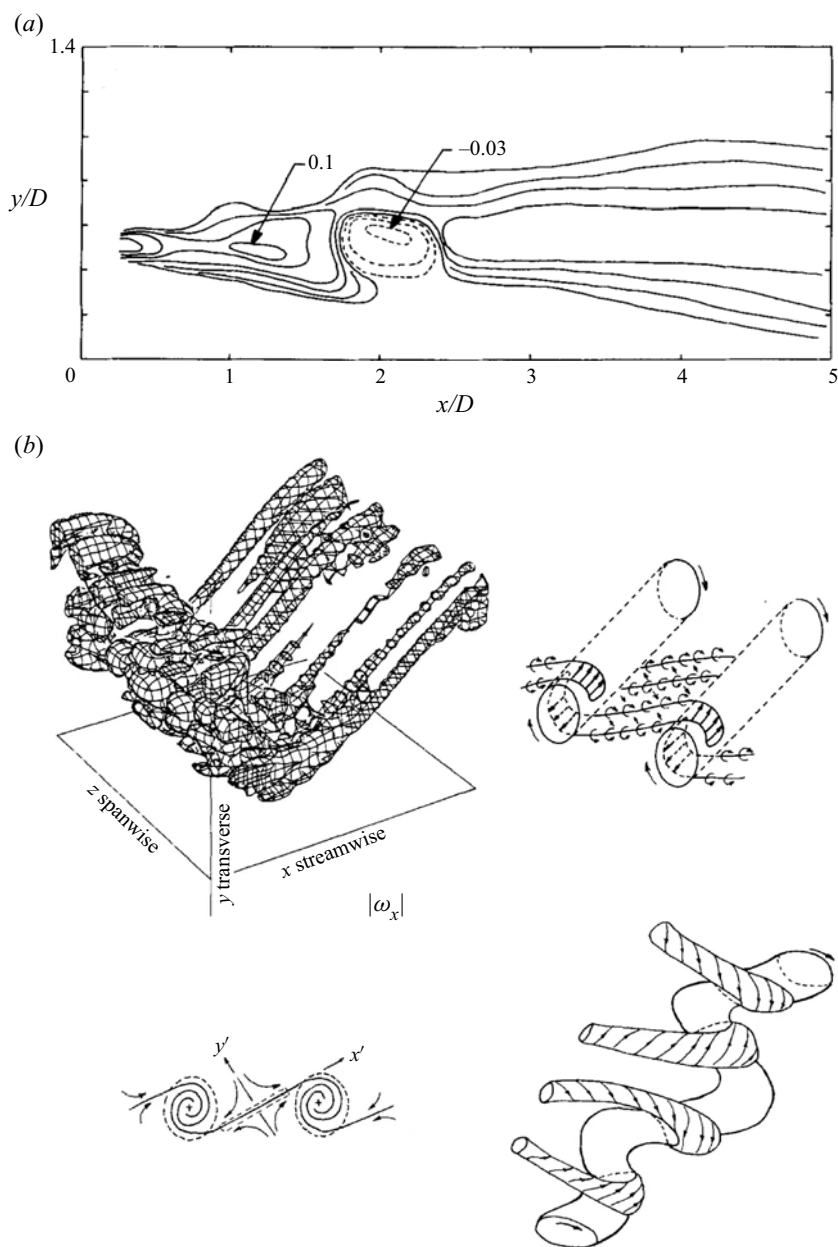 (a)
1.4
0.1
–0.03
y/D
0
1
2
3
4
5
x/D
(b)
z spanwise
y transverse
x streamwise
|ω_x|
y′
x′